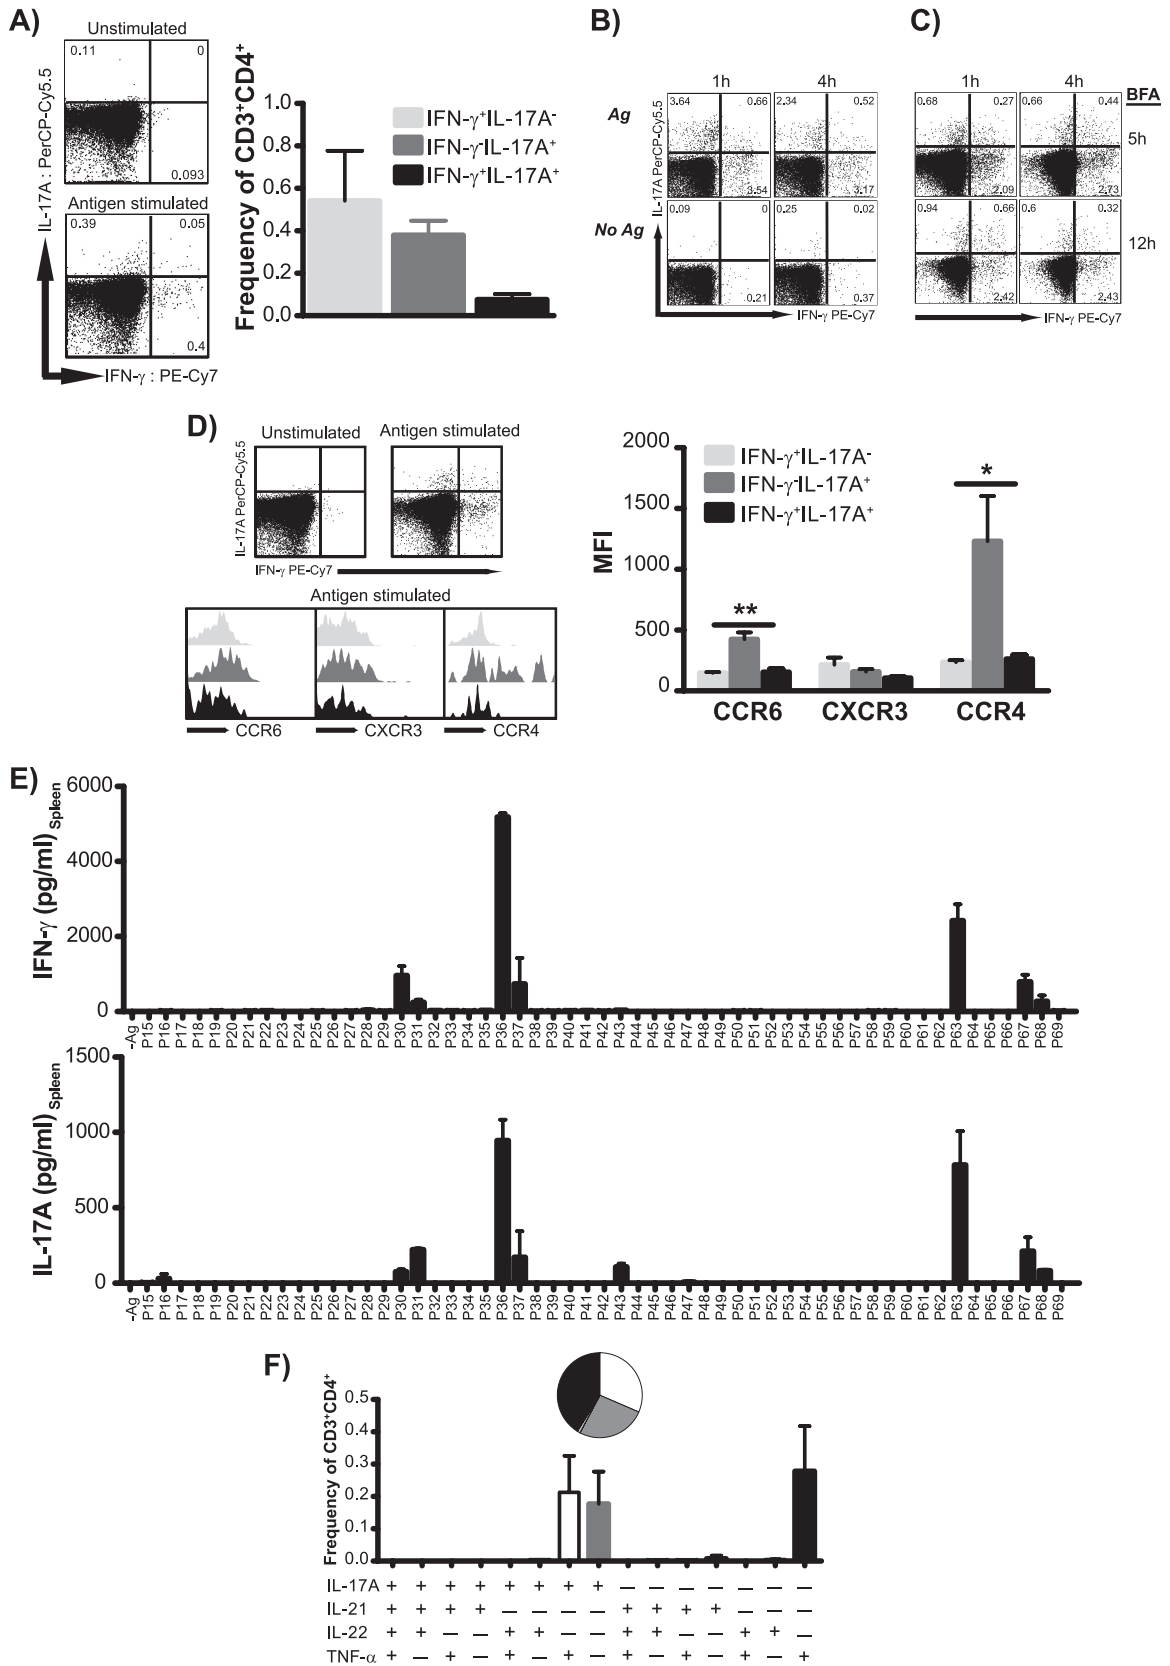 A)
Unstimulated
0.11 0
0.093
Antigen stimulated
0.39 0.05
0.4
IL-17A : PerCP-Cy5.5
IFN-γ : PE-Cy7
Frequency of CD3⁺CD4⁺
1.0
0.8
0.6
0.4
0.2
0.0
IFN-γ⁺IL-17A⁻
IFN-γ⁻IL-17A⁺
IFN-γ⁺IL-17A⁺
B)
1h 4h
Ag
3.64 0.66 2.34 0.52
3.54 3.17
No Ag
0.09 0 0.25 0.02
0.21 0.37
IL-17A PerCP-Cy5.5
IFN-γ PE-Cy7
C)
1h 4h
BFA
0.68 0.27 0.66 0.44
5h
2.09 2.73
0.94 0.66 0.6 0.32
12h
2.42 2.43
IFN-γ PE-Cy7
D)
Unstimulated Antigen stimulated
IL-17A PerCP-Cy5.5
IFN-γ PE-Cy7
Antigen stimulated
CCR6 CXCR3 CCR4
MFI
2000
1500
1000
500
0
IFN-γ⁺IL-17A⁻
IFN-γ⁻IL-17A⁺
IFN-γ⁺IL-17A⁺
** *
CCR6 CXCR3 CCR4
E)
IFN-γ (pg/ml)Spleen
6000
4000
2000
0
-Ag P15 P16 P17 P18 P19 P20 P21 P22 P23 P24 P25 P26 P27 P28 P29 P30 P31 P32 P33 P34 P35 P36 P37 P38 P39 P40 P41 P42 P43 P44 P45 P46 P47 P48 P49 P50 P51 P52 P53 P54 P55 P56 P57 P58 P59 P60 P61 P62 P63 P64 P65 P66 P67 P68 P69
IL-17A (pg/ml)Spleen
1500
1000
500
0
-Ag P15 P16 P17 P18 P19 P20 P21 P22 P23 P24 P25 P26 P27 P28 P29 P30 P31 P32 P33 P34 P35 P36 P37 P38 P39 P40 P41 P42 P43 P44 P45 P46 P47 P48 P49 P50 P51 P52 P53 P54 P55 P56 P57 P58 P59 P60 P61 P62 P63 P64 P65 P66 P67 P68 P69
F)
Frequency of CD3⁺CD4⁺
0.5
0.4
0.3
0.2
0.1
0.0
IL-17A + + + + + + + + — — — — — — —
IL-21 + + + + — — — — + + + + — — —
IL-22 + + — — + + — — + + — — + + —
TNF-α + — + — + — + — + — + — + — +